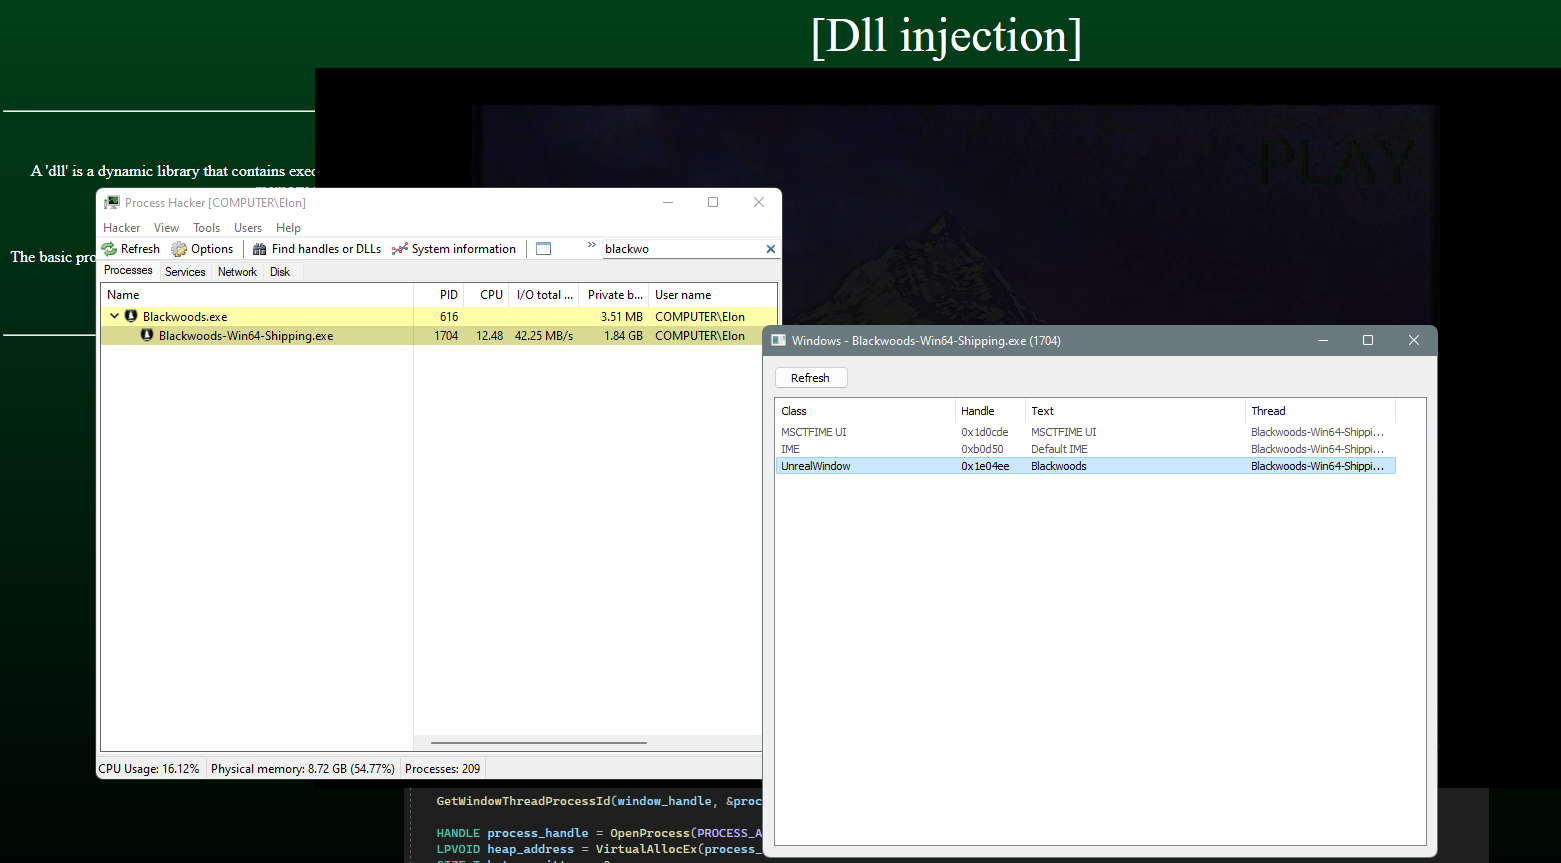 [Dll injection]
PLAY
A 'dll' is a dynamic library that contains exec
The basic pro
Process Hacker [COMPUTER\Elon]
Hacker View Tools Users Help
Refresh Options Find handles or DLLs System information » blackwo
Processes Services Network Disk
Name PID CPU I/O total ... Private b... User name
Blackwoods.exe 616 3.51 MB COMPUTER\Elon
Blackwoods-Win64-Shipping.exe 1704 12.48 42.25 MB/s 1.84 GB COMPUTER\Elon
CPU Usage: 16.12% Physical memory: 8.72 GB (54.77%) Processes: 209
Windows - Blackwoods-Win64-Shipping.exe (1704)
Refresh
Class Handle Text Thread
MSCTFIME UI 0x1d0cde MSCTFIME UI Blackwoods-Win64-Shippi...
IME 0xb0d50 Default IME Blackwoods-Win64-Shippi...
UnrealWindow 0x1e04ee Blackwoods Blackwoods-Win64-Shippi...
GetWindowThreadProcessId(window_handle, &proc
HANDLE process_handle = OpenProcess(PROCESS_A
LPVOID heap_address = VirtualAllocEx(process_